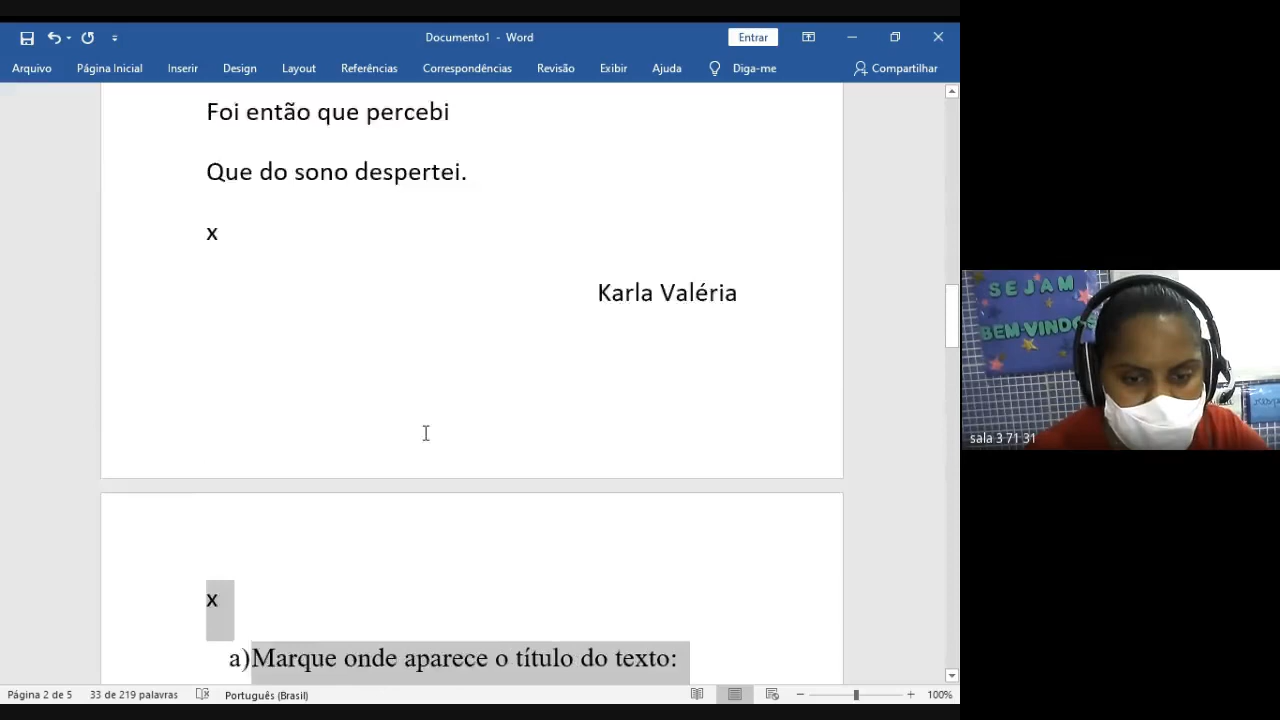 Documento1 - Word
Entrar
Arquivo Página Inicial Inserir Design Layout Referências Correspondências Revisão Exibir Ajuda Diga-me Compartilhar
Foi então que percebi
Que do sono despertei.
x
Karla Valéria
x
a)Marque onde aparece o título do texto:
Página 2 de 5 33 de 219 palavras Português (Brasil) 100%
SEJAM
BEM-VINDOS
sala 3 71 31